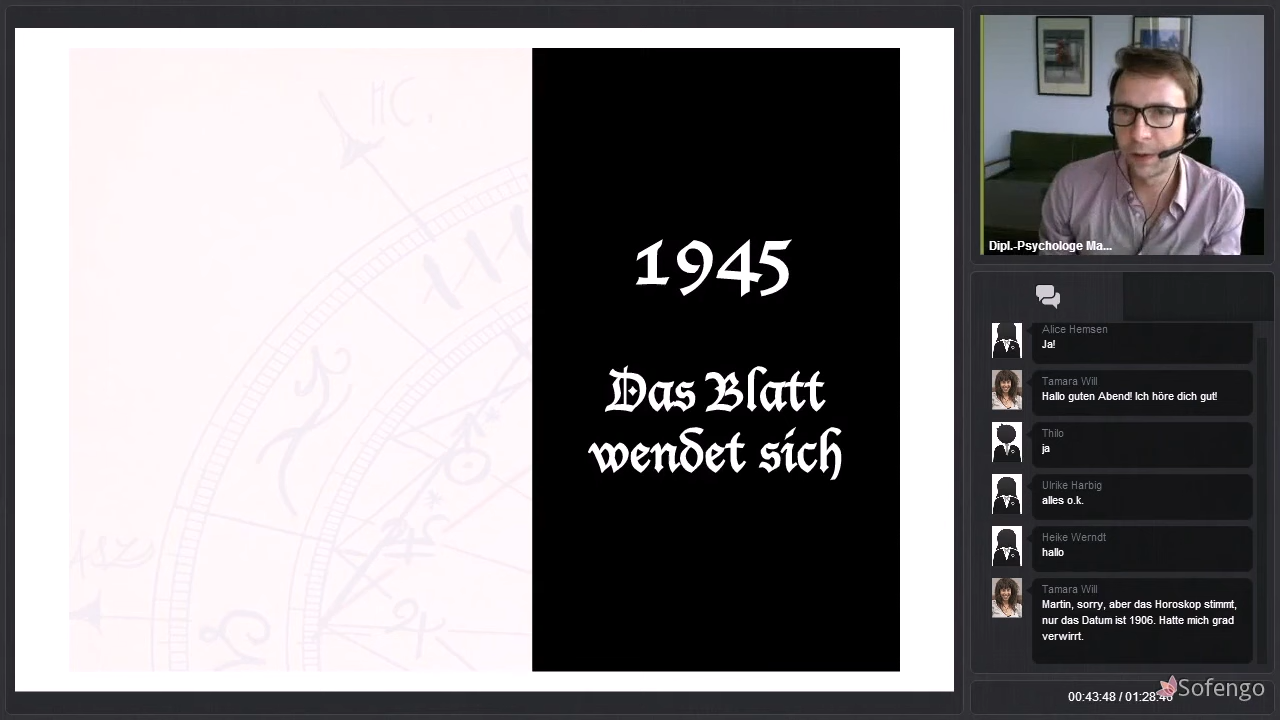 MC.
1945
Das Blatt
wendet sich
Dipl.-Psychologe Ma...
Alice Hemsen
Ja!
Tamara Will
Hallo guten Abend! Ich höre dich gut!
Thilo
ja
Ulrike Harbig
alles o.k.
Heike Werndt
hallo
Tamara Will
Martin, sorry, aber das Horoskop stimmt,
nur das Datum ist 1906. Hatte mich grad
verwirrt.
00:43:48 / 01:28:46
Sofengo